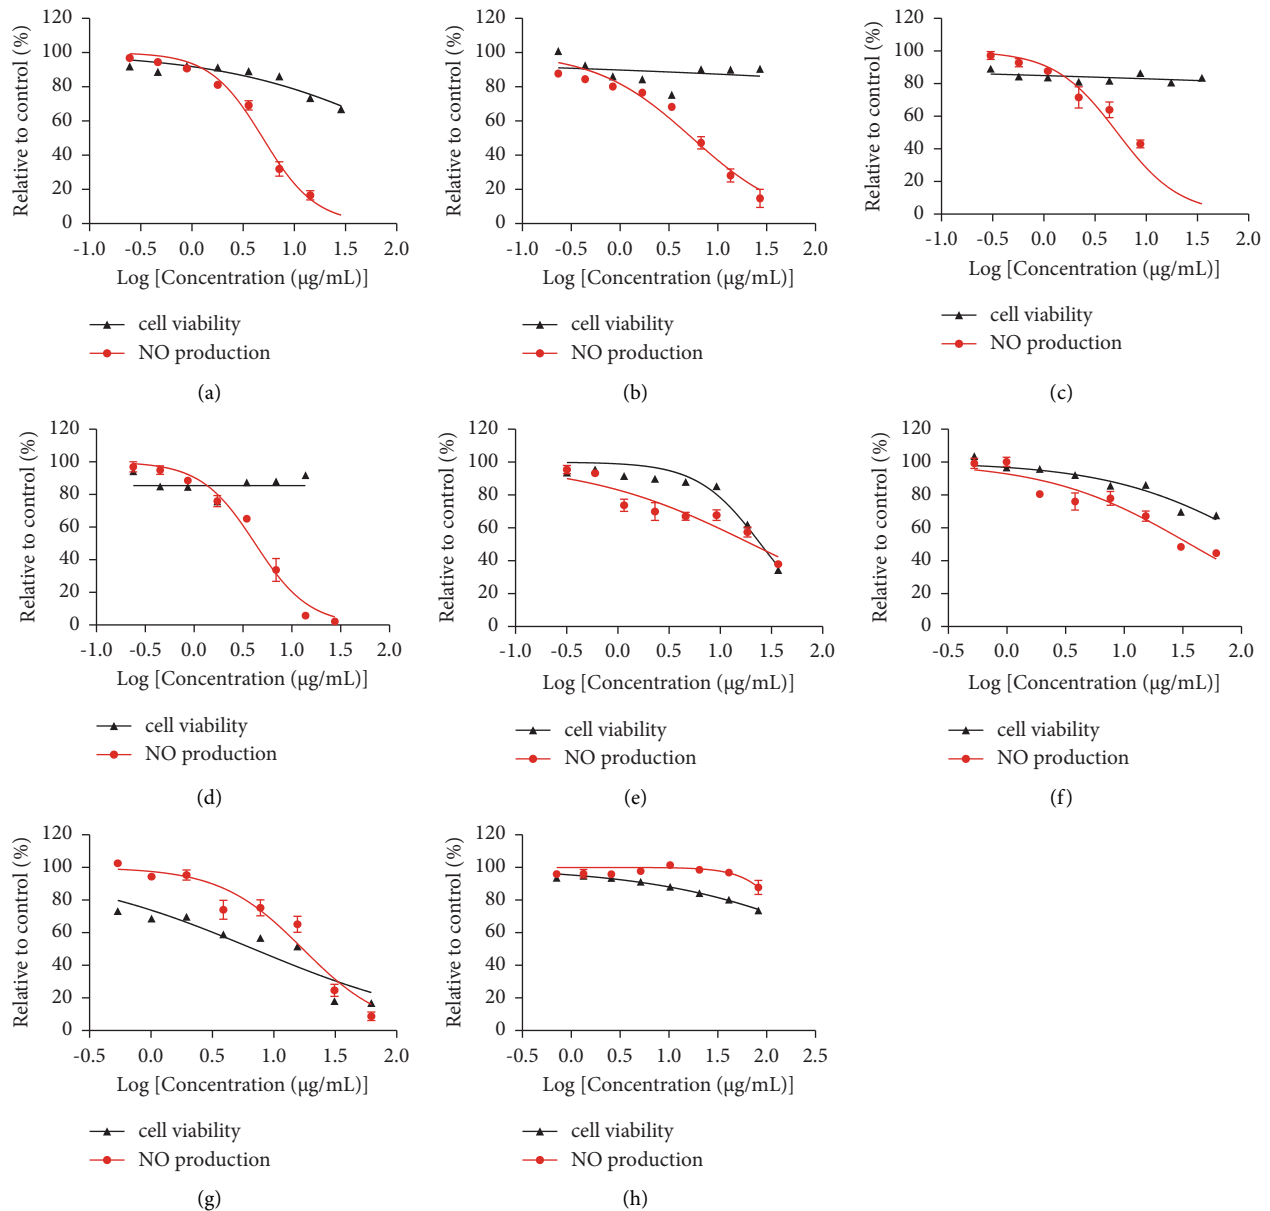 120
100
80
60
40
20
0
Relative to control (%)
-1.0 -0.5 0.0 0.5 1.0 1.5 2.0
Log [Concentration (μg/mL)]
cell viability
NO production
(a)
120
100
80
60
40
20
0
Relative to control (%)
-1.0 -0.5 0.0 0.5 1.0 1.5 2.0
Log [Concentration (μg/mL)]
cell viability
NO production
(b)
120
100
80
60
40
20
0
Relative to control (%)
-1.0 -0.5 0.0 0.5 1.0 1.5 2.0
Log [Concentration (μg/mL)]
cell viability
NO production
(c)
120
100
80
60
40
20
0
Relative to control (%)
-1.0 -0.5 0.0 0.5 1.0 1.5 2.0
Log [Concentration (μg/mL)]
cell viability
NO production
(d)
120
100
80
60
40
20
0
Relative to control (%)
-1.0 -0.5 0.0 0.5 1.0 1.5 2.0
Log [Concentration (μg/mL)]
cell viability
NO production
(e)
120
100
80
60
40
20
0
Relative to control (%)
-0.5 0.0 0.5 1.0 1.5 2.0
Log [Concentration (μg/mL)]
cell viability
NO production
(f)
120
100
80
60
40
20
0
Relative to control (%)
-0.5 0.0 0.5 1.0 1.5 2.0
Log [Concentration (μg/mL)]
cell viability
NO production
(g)
120
100
80
60
40
20
0
Relative to control (%)
-0.5 0.0 0.5 1.0 1.5 2.0 2.5
Log [Concentration (μg/mL)]
cell viability
NO production
(h)